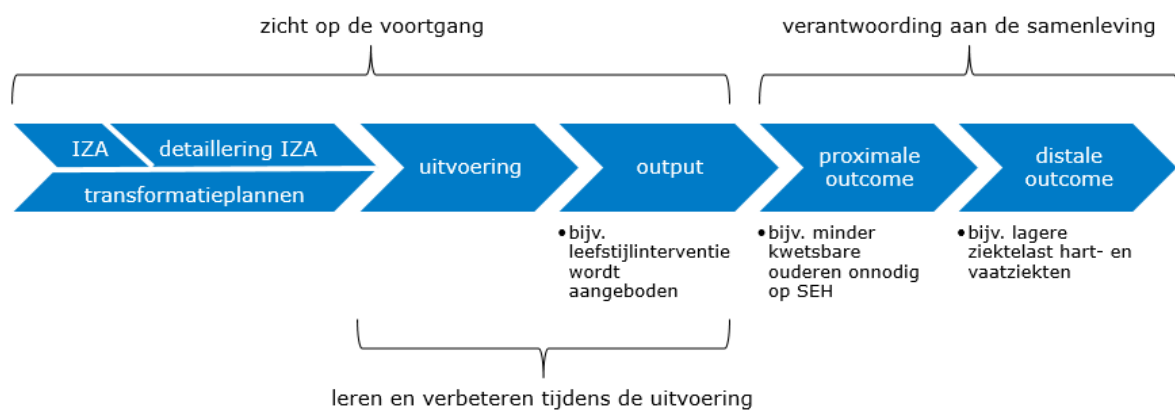 zicht op de voortgang
verantwoording aan de samenleving
IZA
detaillering IZA
transformatieplannen
uitvoering
output
proximale
outcome
distale
outcome
•bijv.
leefstijlinterventie
wordt
aangeboden
•bijv. minder
kwetsbare
ouderen onnodig
op SEH
•bijv. lagere
ziektelast hart- en
vaatziekten
leren en verbeteren tijdens de uitvoering